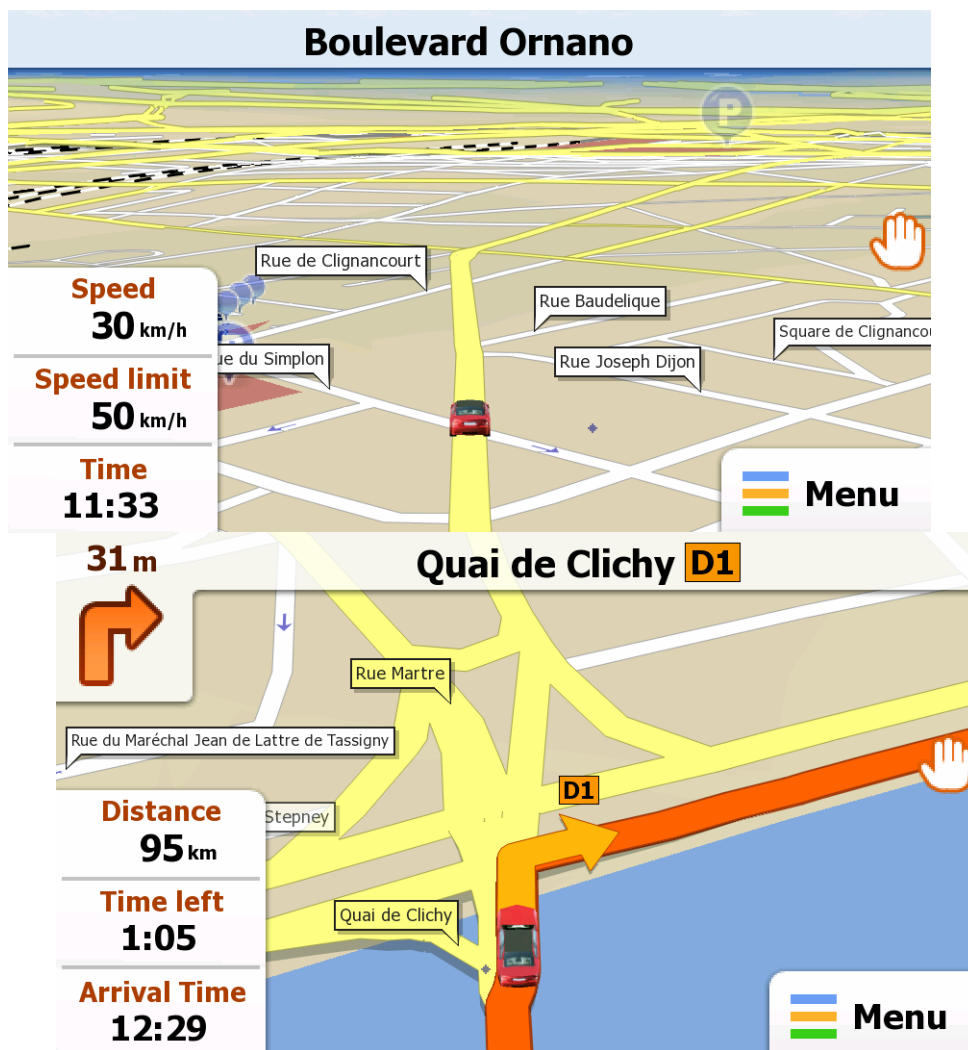 Boulevard Ornano
P
Rue de Clignancourt
Speed
30 km/h
Rue Baudelique
Square de Clignancou
ue du Simplon
Rue Joseph Dijon
Speed limit
50 km/h
Time
11:33
Menu
31 m
Quai de Clichy D1
Rue Martre
Rue du Maréchal Jean de Lattre de Tassigny
D1
Distance
95 km
Stepney
Time left
1:05
Quai de Clichy
Arrival Time
12:29
Menu